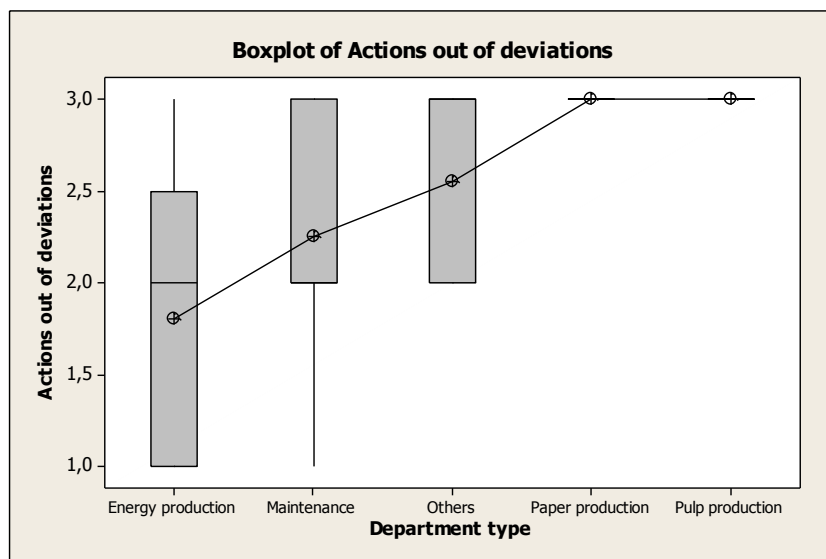 Boxplot of Actions out of deviations
Actions out of deviations
3,0
2,5
2,0
1,5
1,0
Energy production
Maintenance
Others
Paper production
Pulp production
Department type